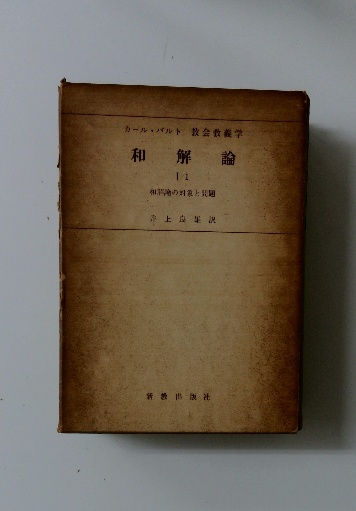 カール・バルト 教会教義学
和解論
I 1
和解論の対象と問題
井上良雄訳
新教出版社